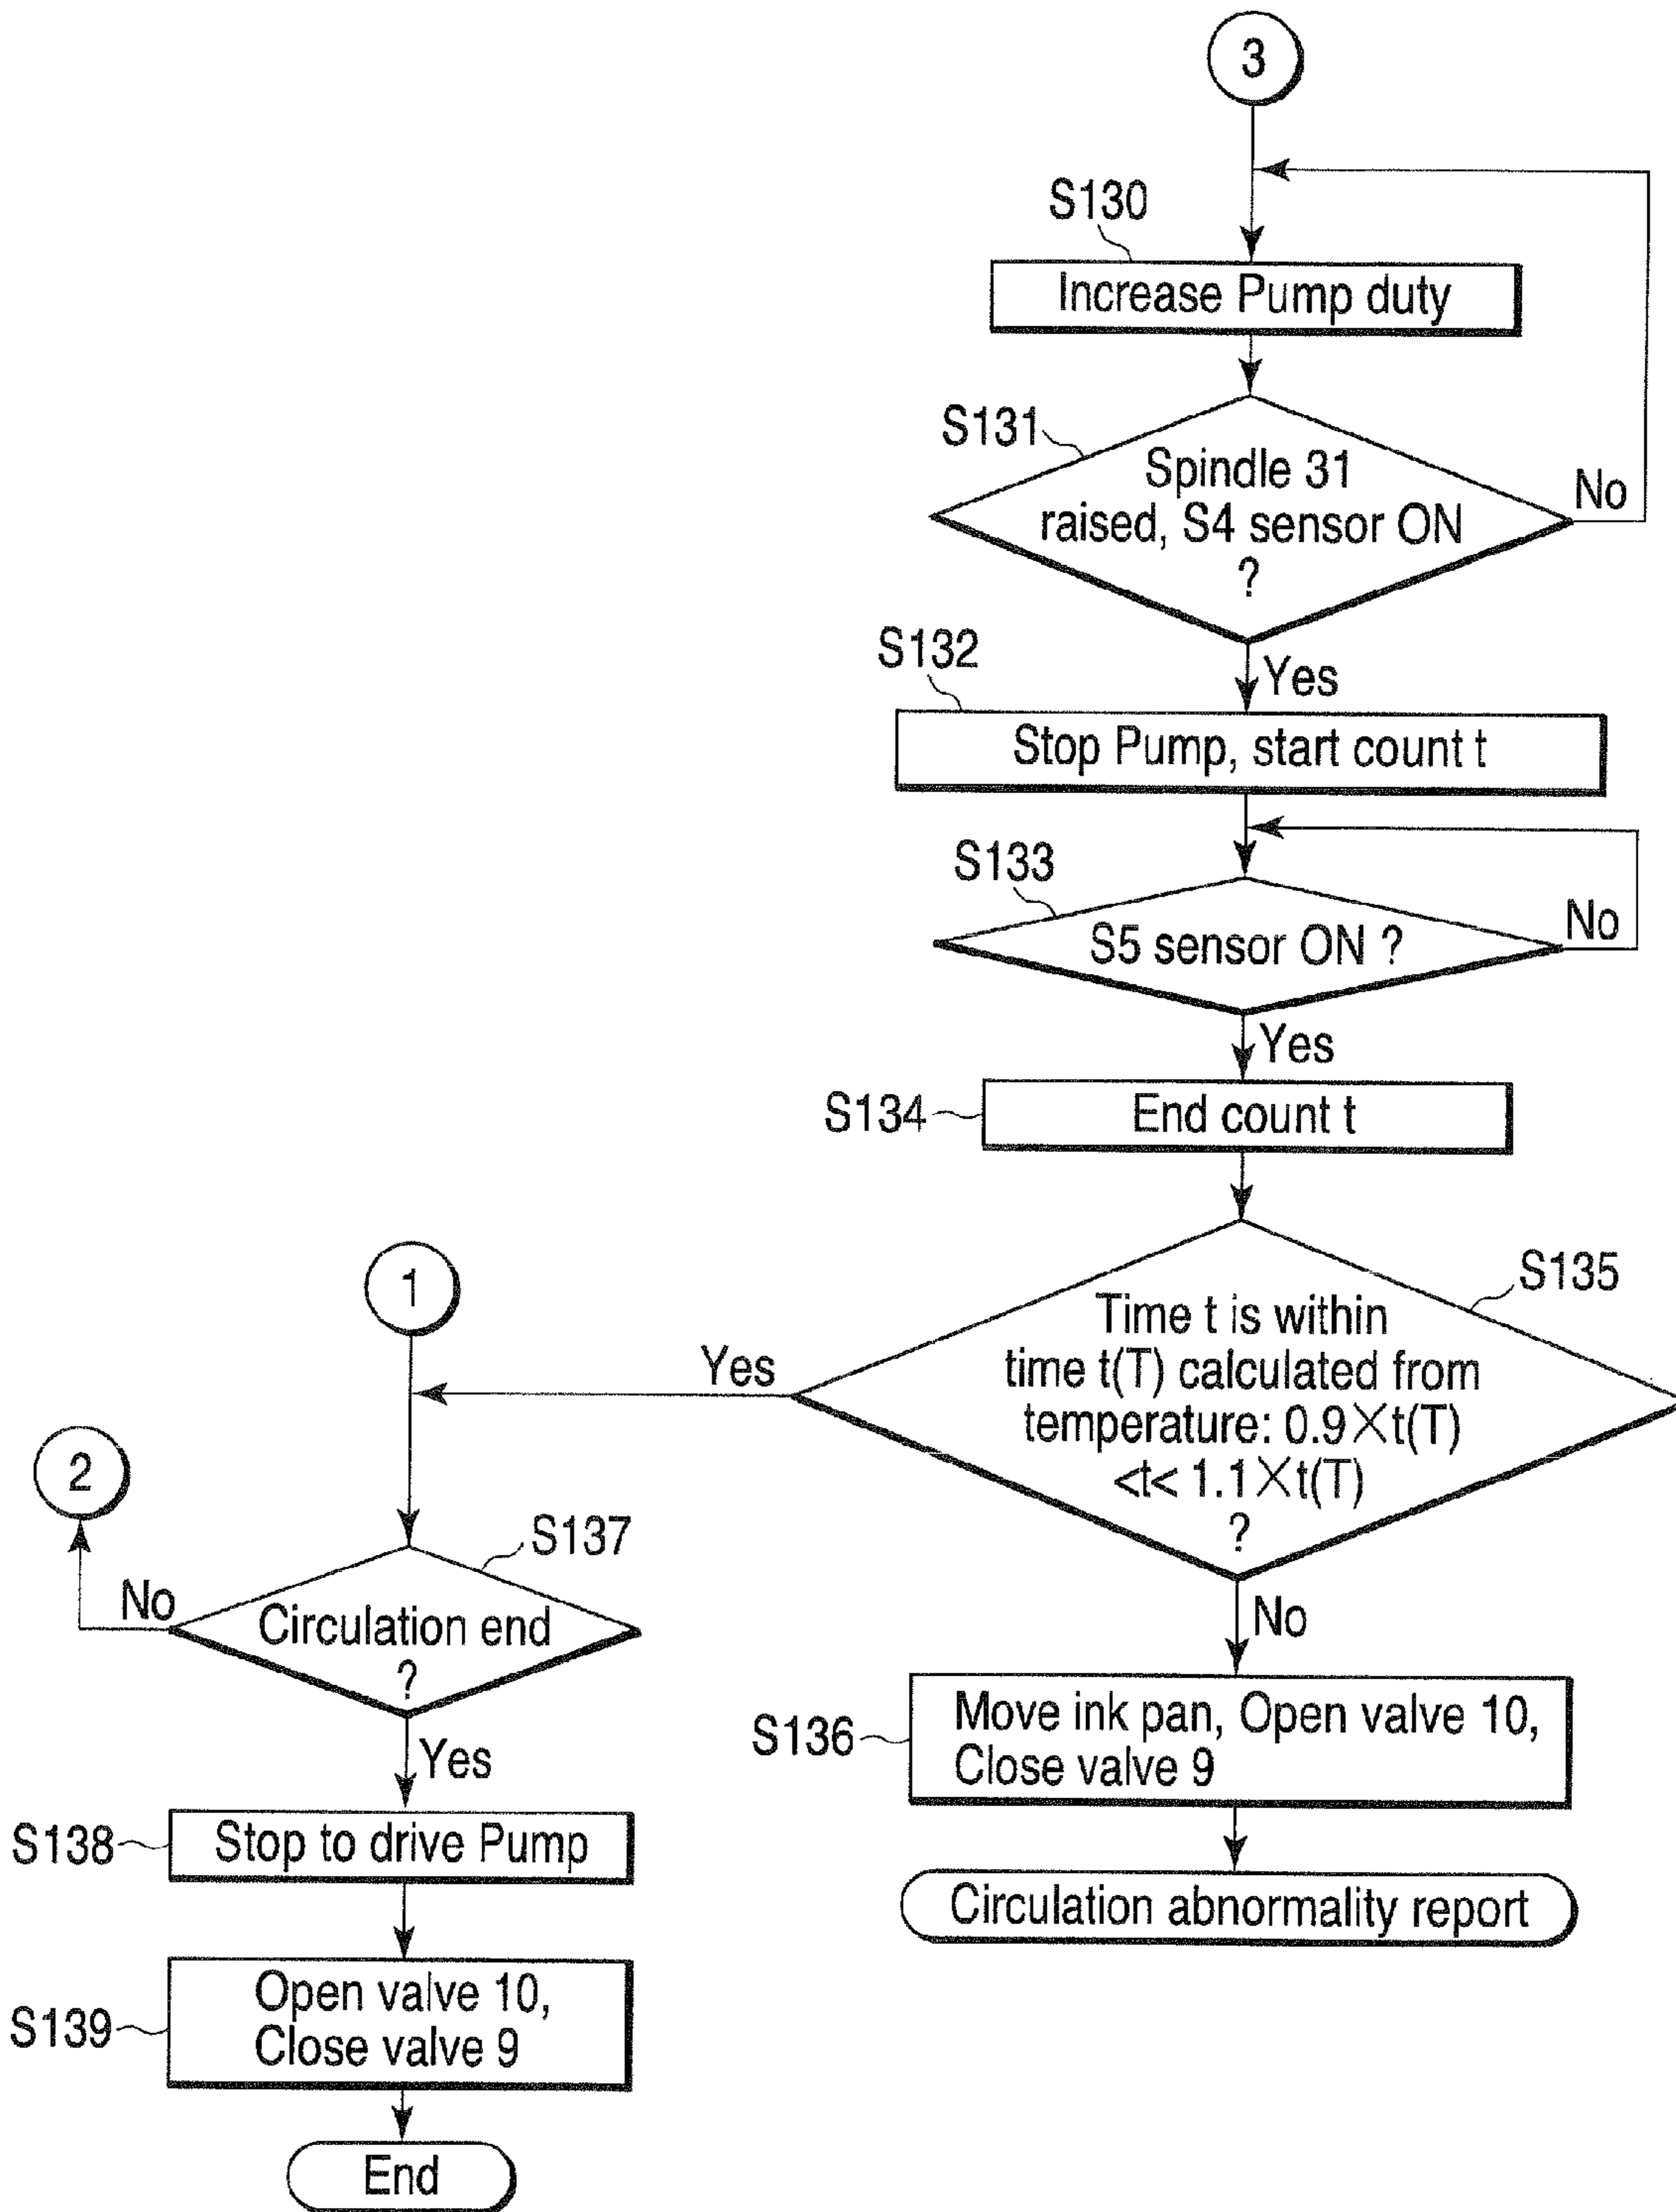 3
S130
Increase Pump duty
S131
Spindle 31
raised, S4 sensor ON
?
No
S132
Yes
Stop Pump, start count t
S133
S5 sensor ON ?
No
Yes
S134
End count t
1
S135
Time t is within
time t(T) calculated from
temperature: 0.9×t(T)
<t< 1.1×t(T)
?
Yes
2
S137
No
Circulation end
?
No
S136
Move ink pan, Open valve 10,
Close valve 9
Yes
S138
Stop to drive Pump
Circulation abnormality report
S139
Open valve 10,
Close valve 9
End